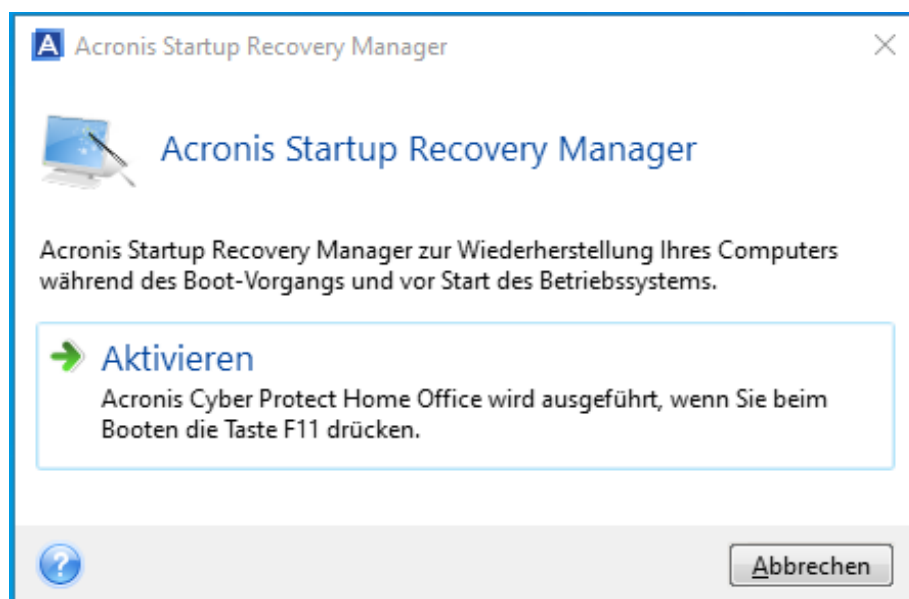 Acronis Startup Recovery Manager
Acronis Startup Recovery Manager
Acronis Startup Recovery Manager zur Wiederherstellung Ihres Computers
während des Boot-Vorgangs und vor Start des Betriebssystems.
Aktivieren
Acronis Cyber Protect Home Office wird ausgeführt, wenn Sie beim
Booten die Taste F11 drücken.
Abbrechen